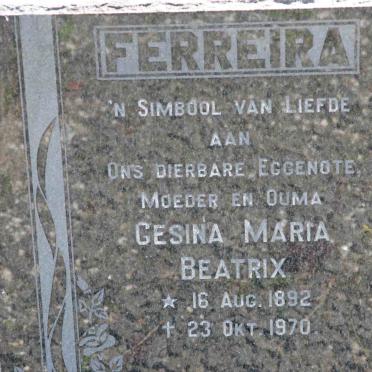 FERREIRA
'N SIMBOOL VAN LIEFDE
AAN
ONS DIERBARE EGGENOTE,
MOEDER EN OUMA
GESINA MARIA
BEATRIX
* 16 AUG. 1892
† 23 OKT. 1970.